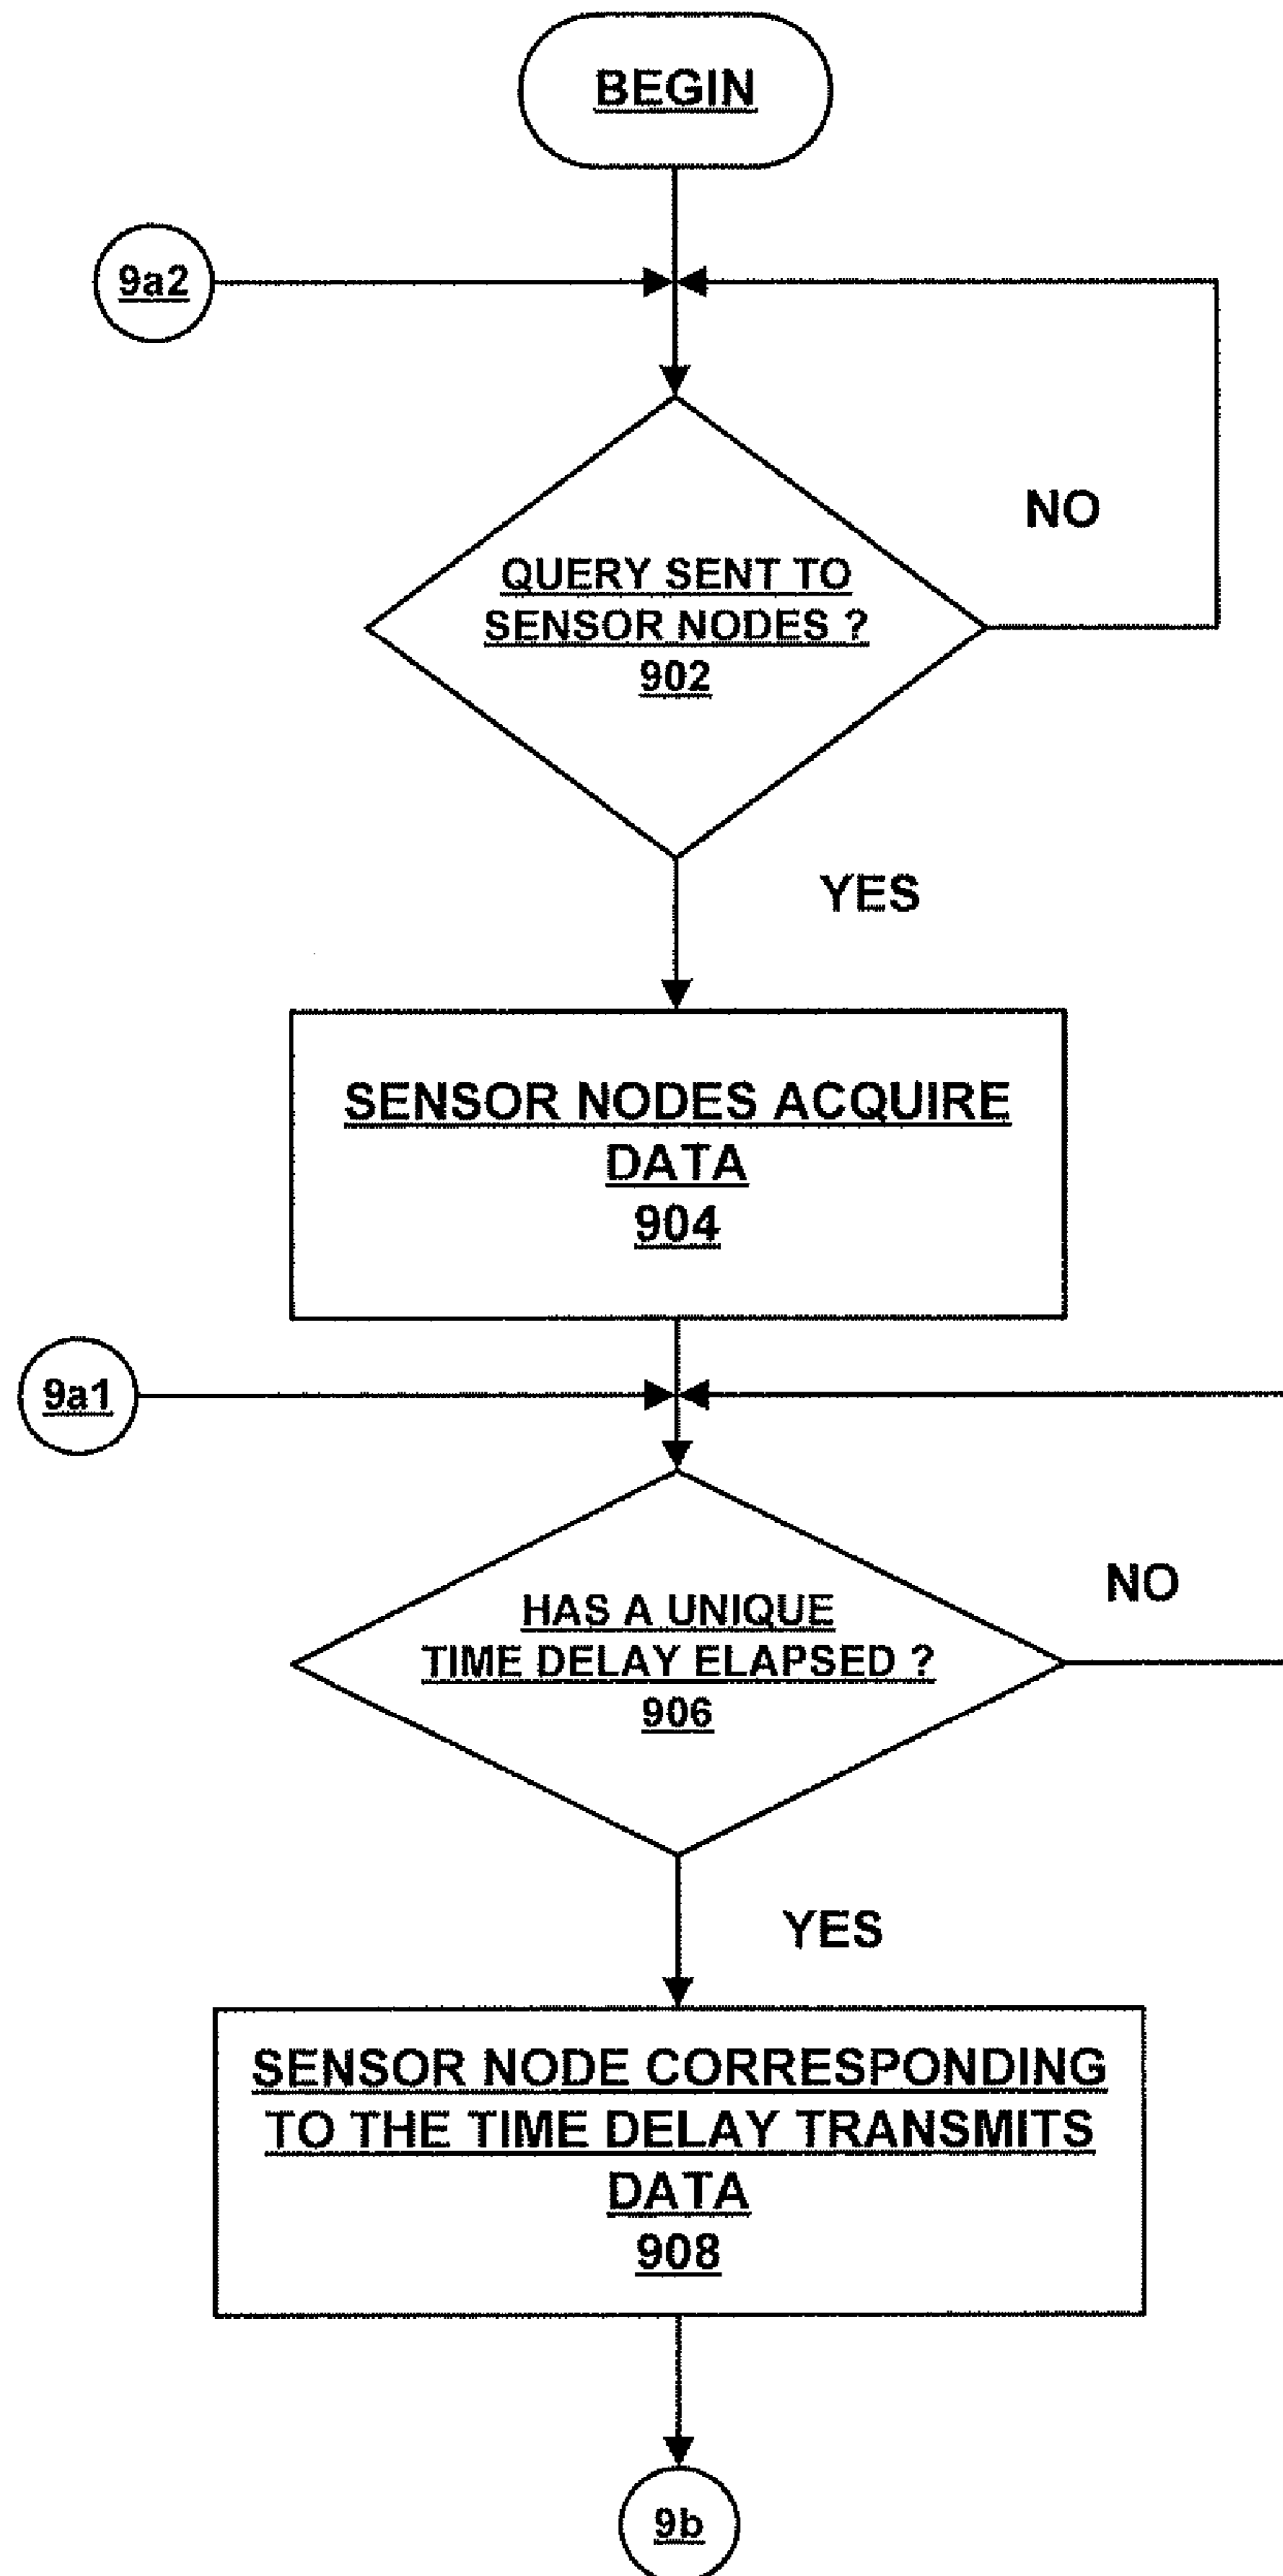 BEGIN
9a2
NO
QUERY SENT TO
SENSOR NODES ?
902
YES
SENSOR NODES ACQUIRE
DATA
904
9a1
NO
HAS A UNIQUE
TIME DELAY ELAPSED ?
906
YES
SENSOR NODE CORRESPONDING
TO THE TIME DELAY TRANSMITS
DATA
908
9b